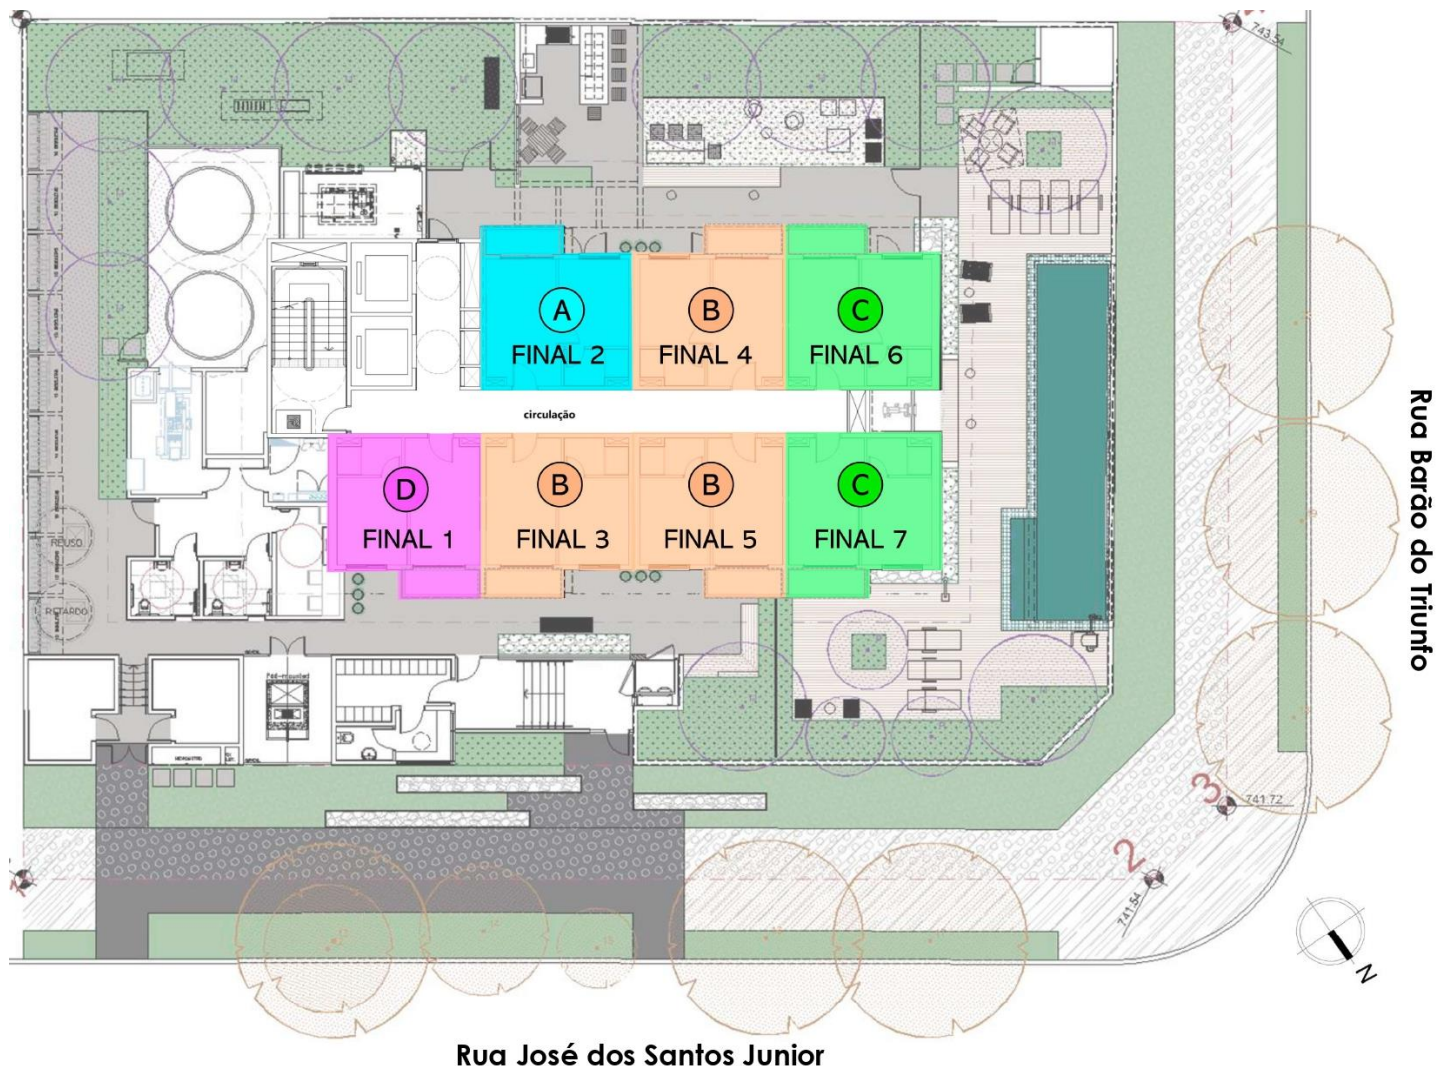 743.54
A
FINAL 2
B
FINAL 4
C
FINAL 6
circulação
D
FINAL 1
B
FINAL 3
B
FINAL 5
C
FINAL 7
REUSO
RETARDO
Rua Barão do Triunfo
3
741.72
2
741.54
1
N
Rua José dos Santos Junior